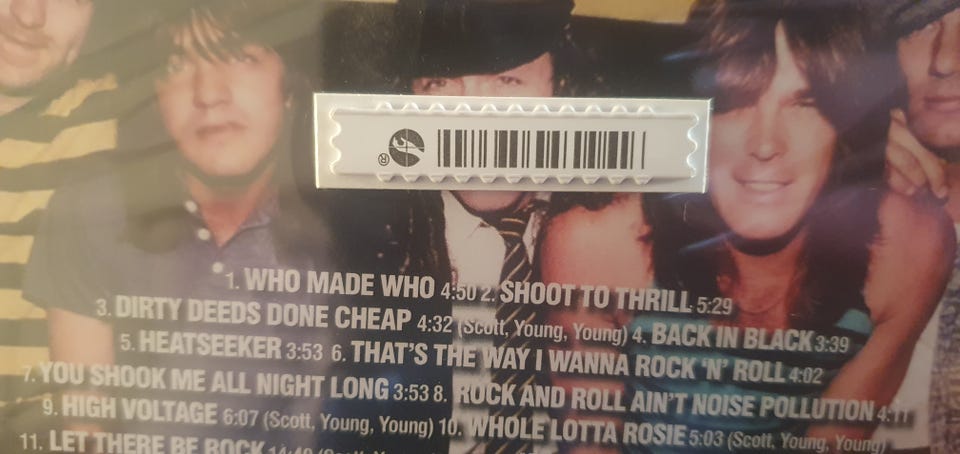 ®
1. WHO MADE WHO 4:50 2. SHOOT TO THRILL 5:29
3. DIRTY DEEDS DONE CHEAP 4:32 (Scott, Young, Young) 4. BACK IN BLACK 3:39
5. HEATSEEKER 3:53 6. THAT'S THE WAY I WANNA ROCK 'N' ROLL 4:02
7. YOU SHOOK ME ALL NIGHT LONG 3:53 8. ROCK AND ROLL AIN'T NOISE POLLUTION 4:11
9. HIGH VOLTAGE 6:07 (Scott, Young, Young) 10. WHOLE LOTTA ROSIE 5:03 (Scott, Young, Young)
11. LET THERE BE ROCK